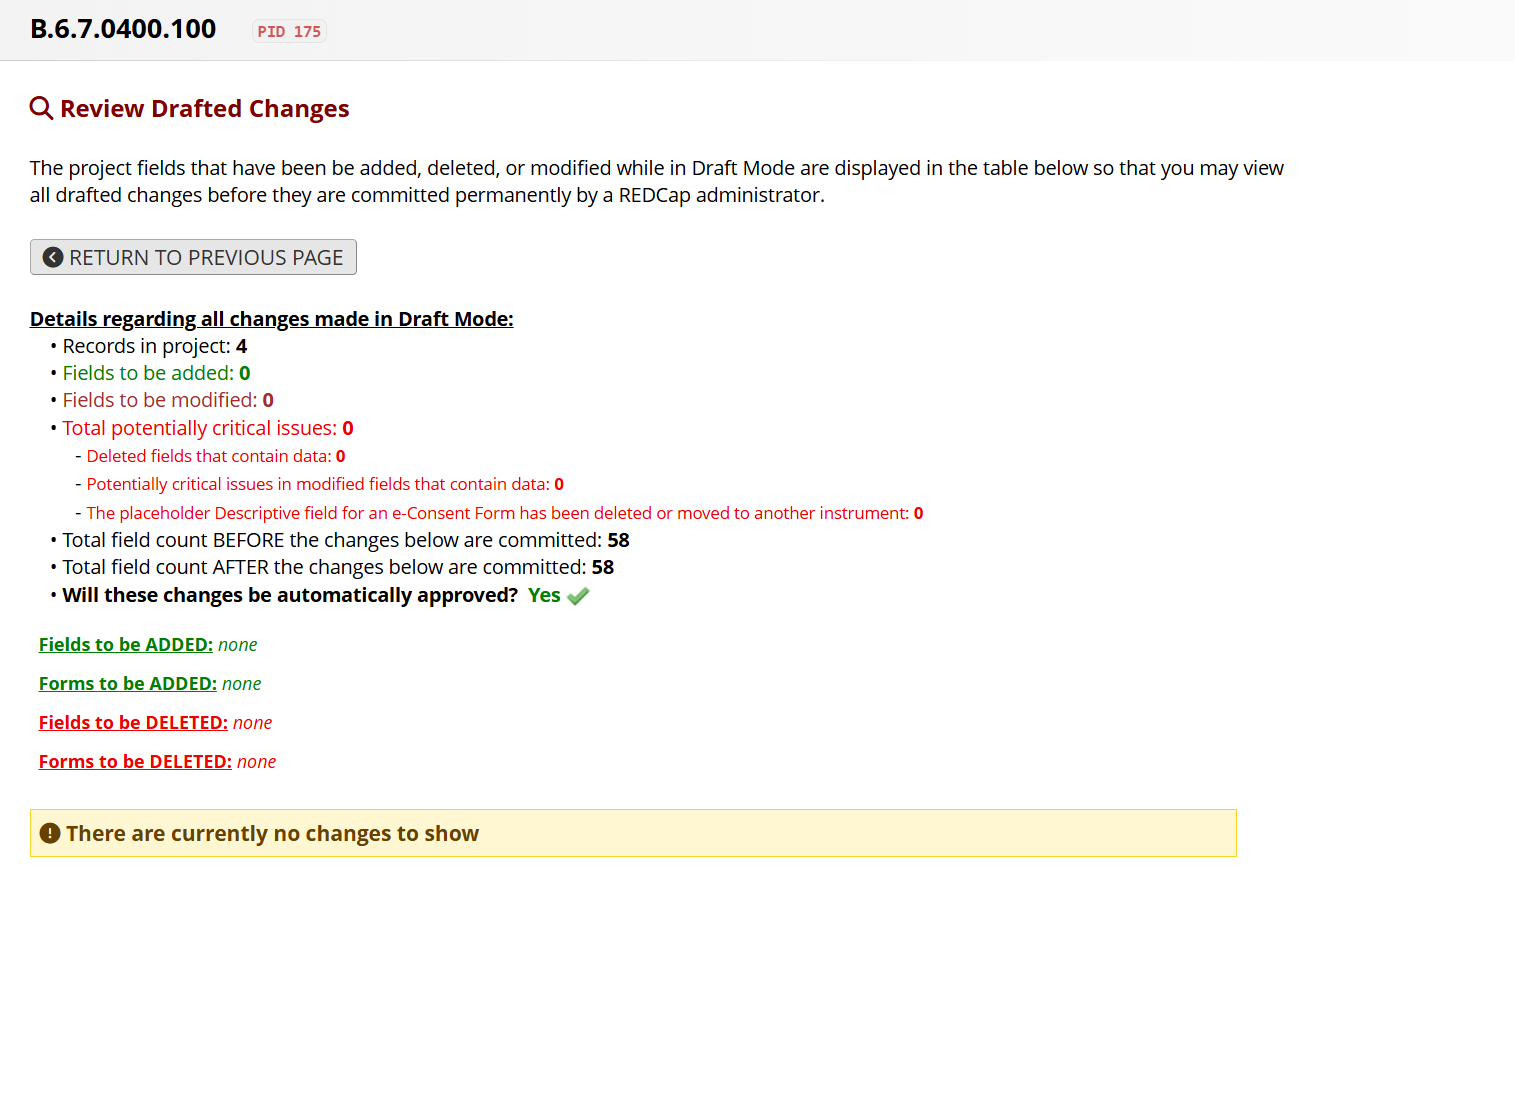 B.6.7.0400.100 PID 175
Review Drafted Changes
The project fields that have been be added, deleted, or modified while in Draft Mode are displayed in the table below so that you may view
all drafted changes before they are committed permanently by a REDCap administrator.
RETURN TO PREVIOUS PAGE
Details regarding all changes made in Draft Mode:
• Records in project: 4
• Fields to be added: 0
• Fields to be modified: 0
• Total potentially critical issues: 0
- Deleted fields that contain data: 0
- Potentially critical issues in modified fields that contain data: 0
- The placeholder Descriptive field for an e-Consent Form has been deleted or moved to another instrument: 0
• Total field count BEFORE the changes below are committed: 58
• Total field count AFTER the changes below are committed: 58
• Will these changes be automatically approved? Yes
Fields to be ADDED: none
Forms to be ADDED: none
Fields to be DELETED: none
Forms to be DELETED: none
There are currently no changes to show